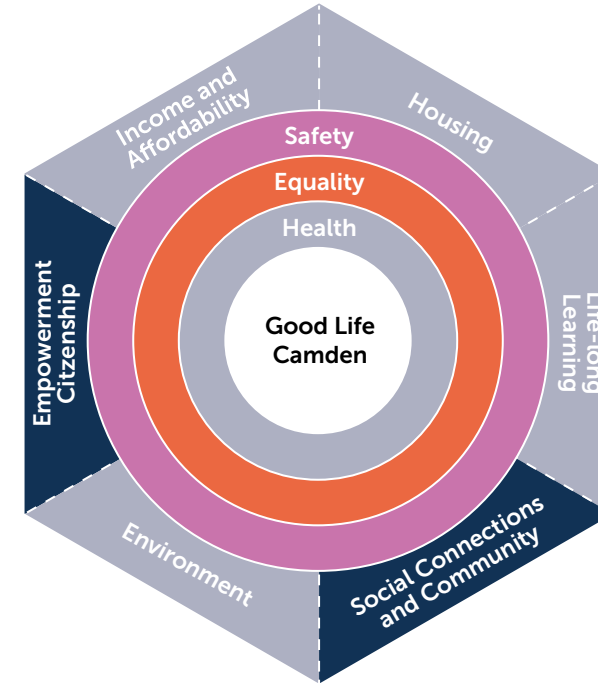 Income and
Affordability
Housing
Safety
Equality
Health
Good Life
Camden
Empowerment
Citzenship
Life-long
Learning
Environment
Social Connections
and Community